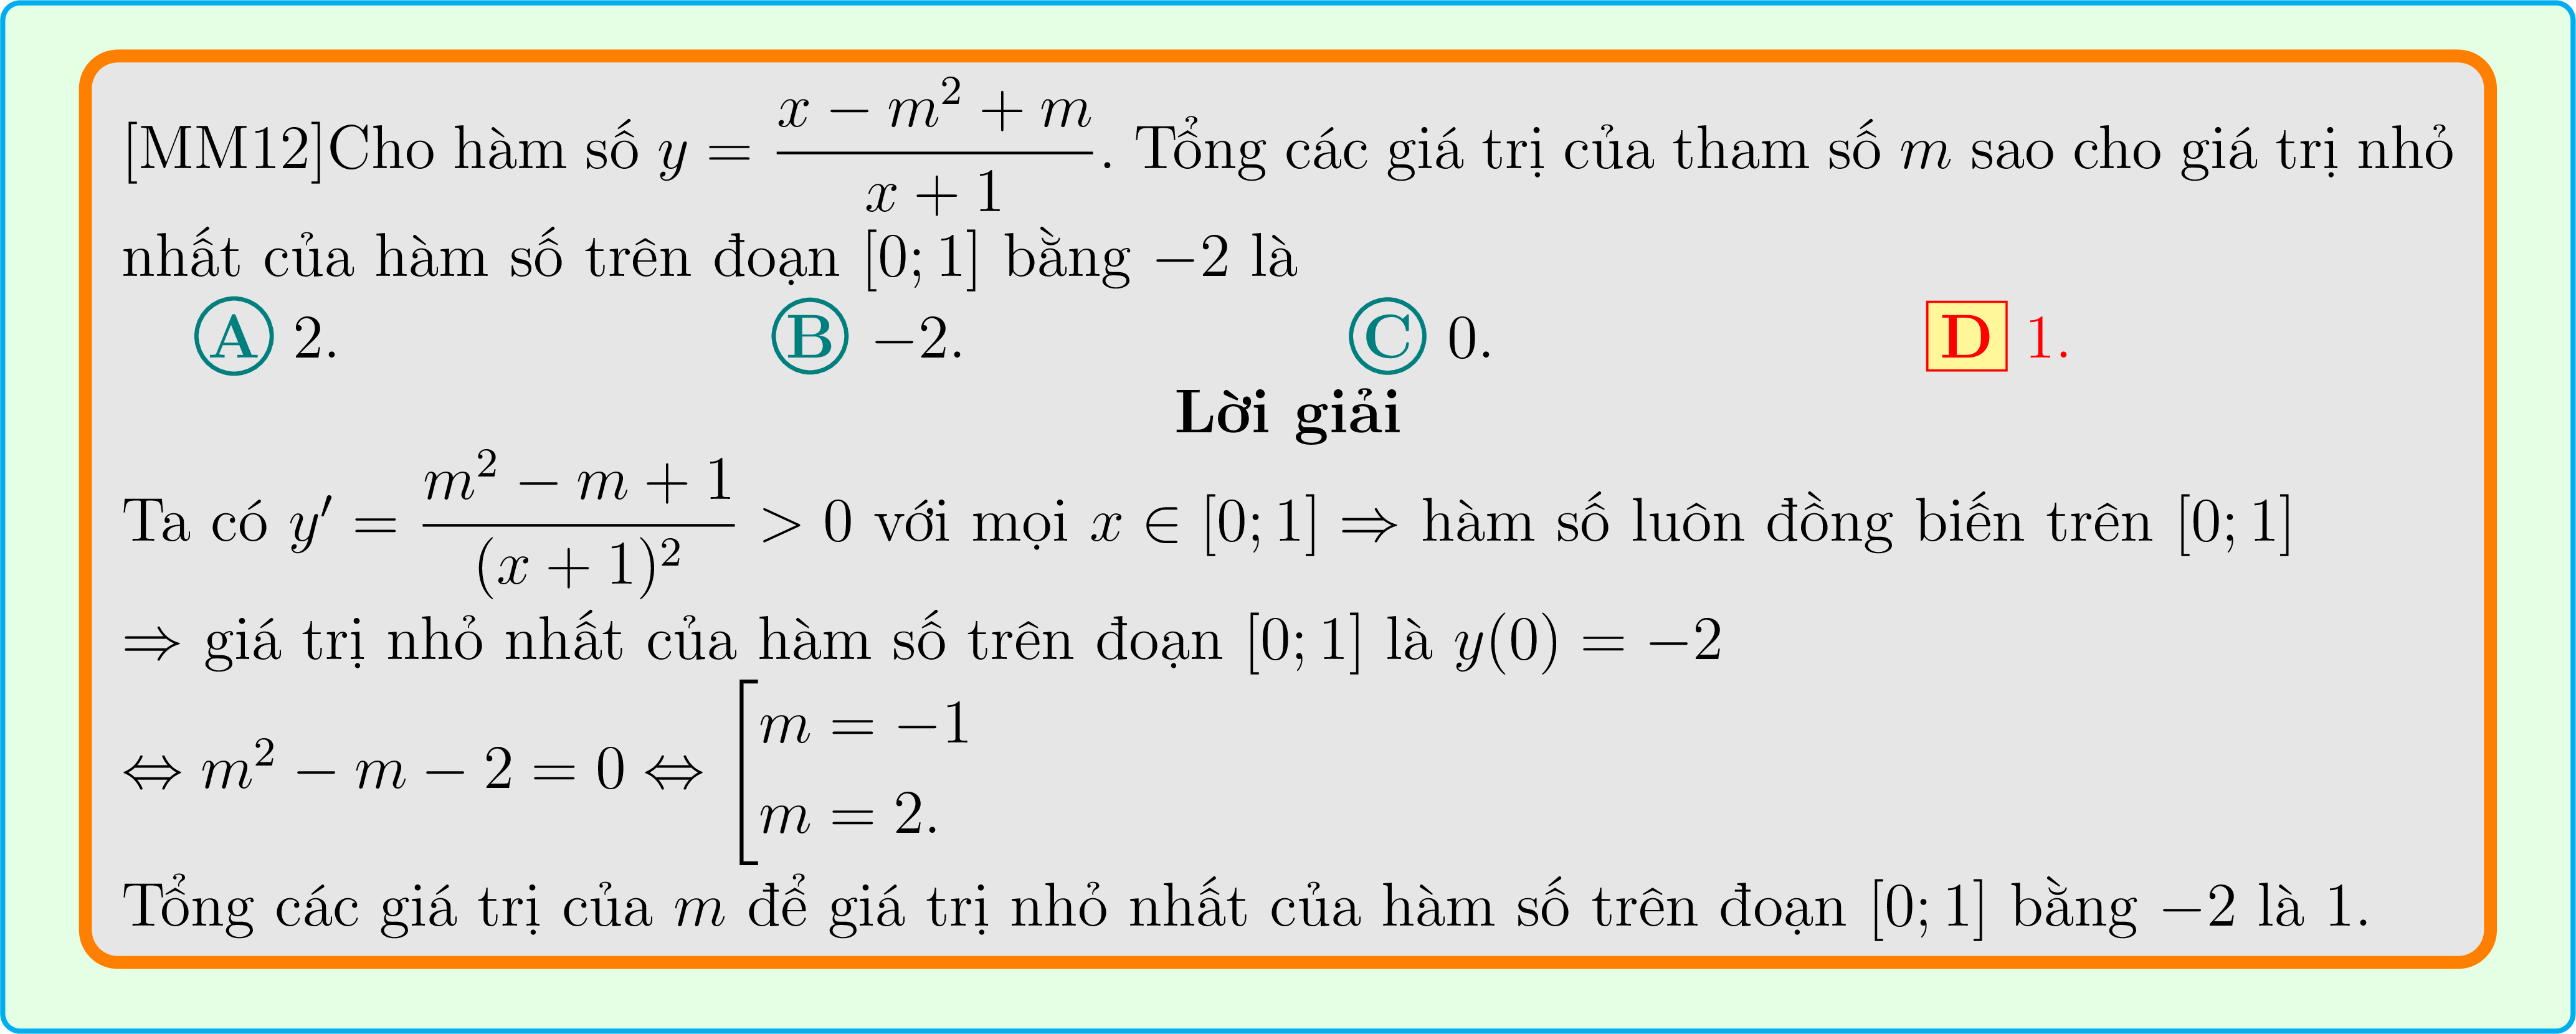 [MM12]Cho hàm số $y = \dfrac{x - m^2 + m}{x + 1}$. Tổng các giá trị của tham số $m$ sao cho giá trị nhỏ
nhất của hàm số trên đoạn $[0; 1]$ bằng $-2$ là
A 2. B −2. C 0. D 1.
Lời giải
Ta có $y' = \dfrac{m^2 - m + 1}{(x + 1)^2} > 0$ với mọi $x \in [0; 1] \Rightarrow$ hàm số luôn đồng biến trên $[0; 1]$
$\Rightarrow$ giá trị nhỏ nhất của hàm số trên đoạn $[0; 1]$ là $y(0) = -2$
$\Leftrightarrow m^2 - m - 2 = 0 \Leftrightarrow \left[\begin{array}{l} m = -1 \\ m = 2. \end{array}\right.$
Tổng các giá trị của $m$ để giá trị nhỏ nhất của hàm số trên đoạn $[0; 1]$ bằng $-2$ là 1.